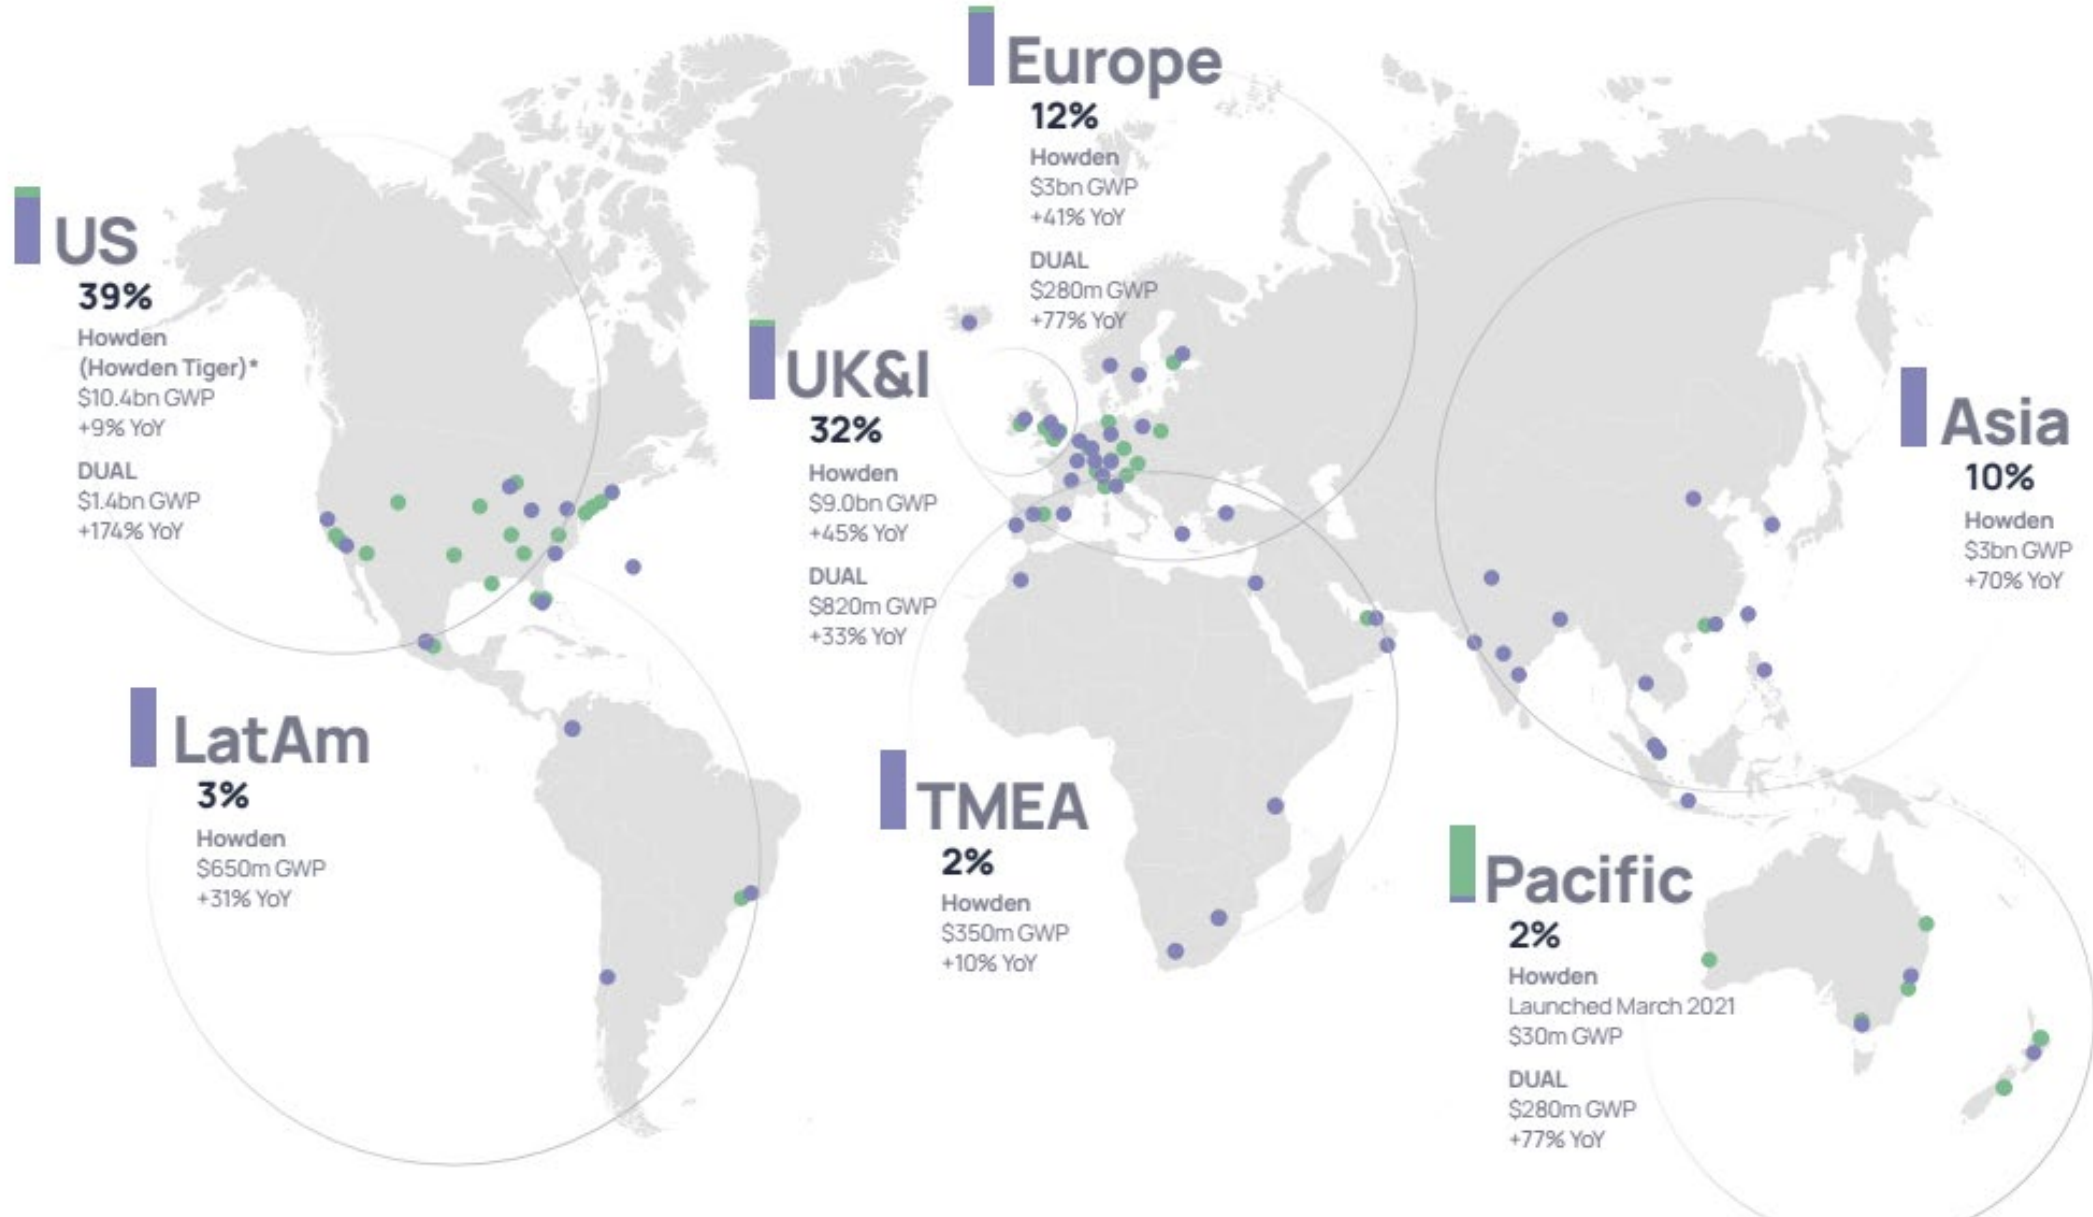 Europe
12%
Howden
$3bn GWP
+41% YoY
DUAL
$280m GWP
+77% YoY
US
39%
Howden
(Howden Tiger)*
$10.4bn GWP
+9% YoY
DUAL
$1.4bn GWP
+174% YoY
UK&I
32%
Howden
$9.0bn GWP
+45% YoY
DUAL
$820m GWP
+33% YoY
Asia
10%
Howden
$3bn GWP
+70% YoY
LatAm
3%
Howden
$650m GWP
+31% YoY
TMEA
2%
Howden
$350m GWP
+10% YoY
Pacific
2%
Howden
Launched March 2021
$30m GWP
DUAL
$280m GWP
+77% YoY